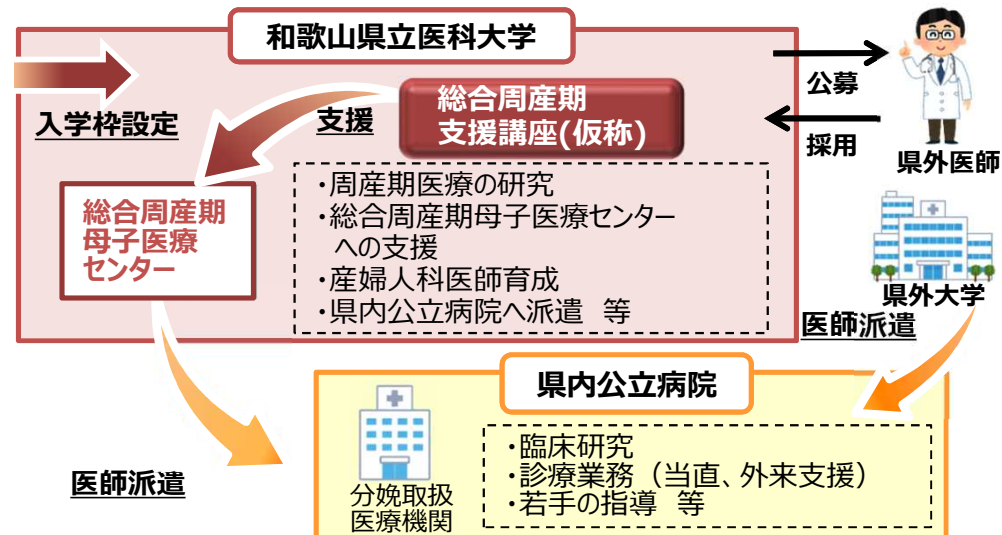 和歌山県立医科大学
入学枠設定
支援
総合周産期
支援講座(仮称)
公募
採用
県外医師
総合周産期
母子医療
センター
・周産期医療の研究
・総合周産期母子医療センター
への支援
・産婦人科医師育成
・県内公立病院へ派遣 等
県外大学
医師派遣
県内公立病院
医師派遣
分娩取扱
医療機関
・臨床研究
・診療業務（当直、外来支援）
・若手の指導 等